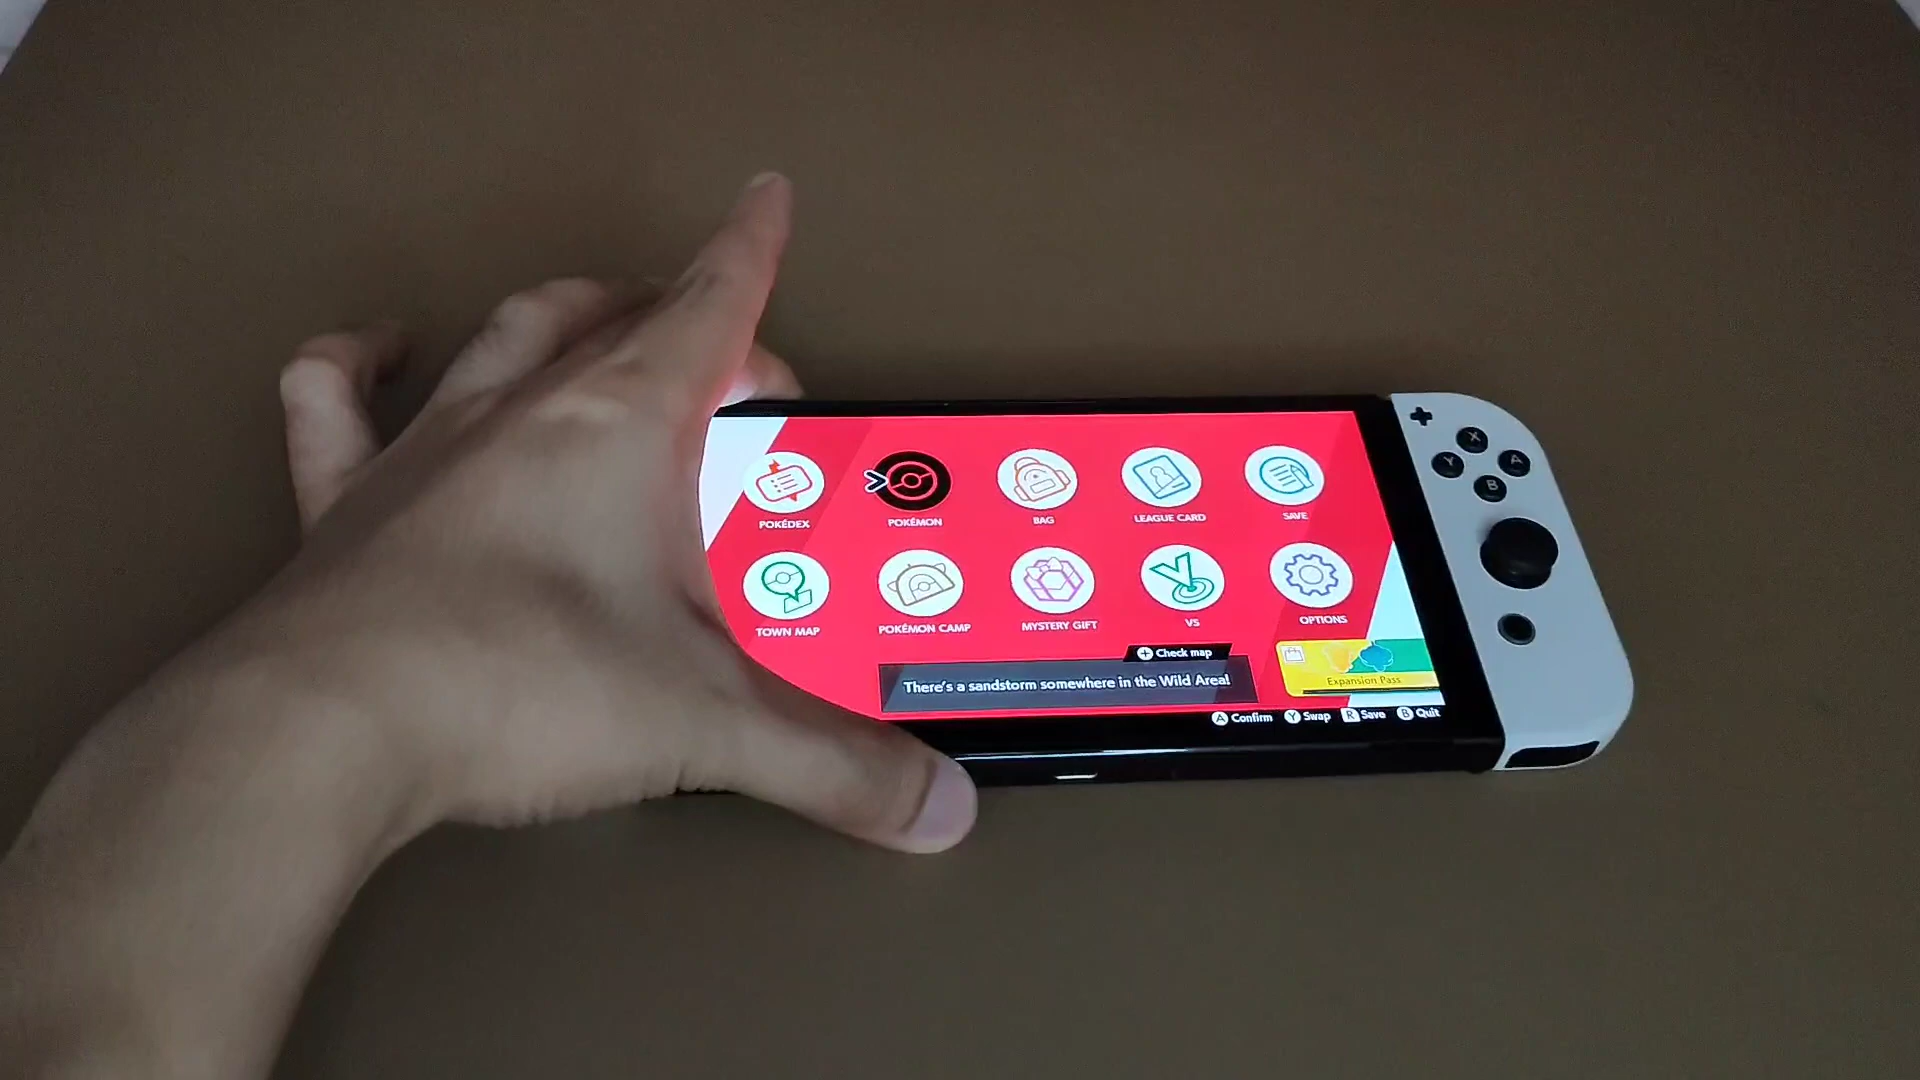 X
Y A
B
POKÉDEX POKÉMON BAG LEAGUE CARD SAVE
TOWN MAP POKÉMON CAMP MYSTERY GIFT VS OPTIONS
+ Check map
There's a sandstorm somewhere in the Wild Area!
Expansion Pass
A Confirm Y Swap R Save B Quit